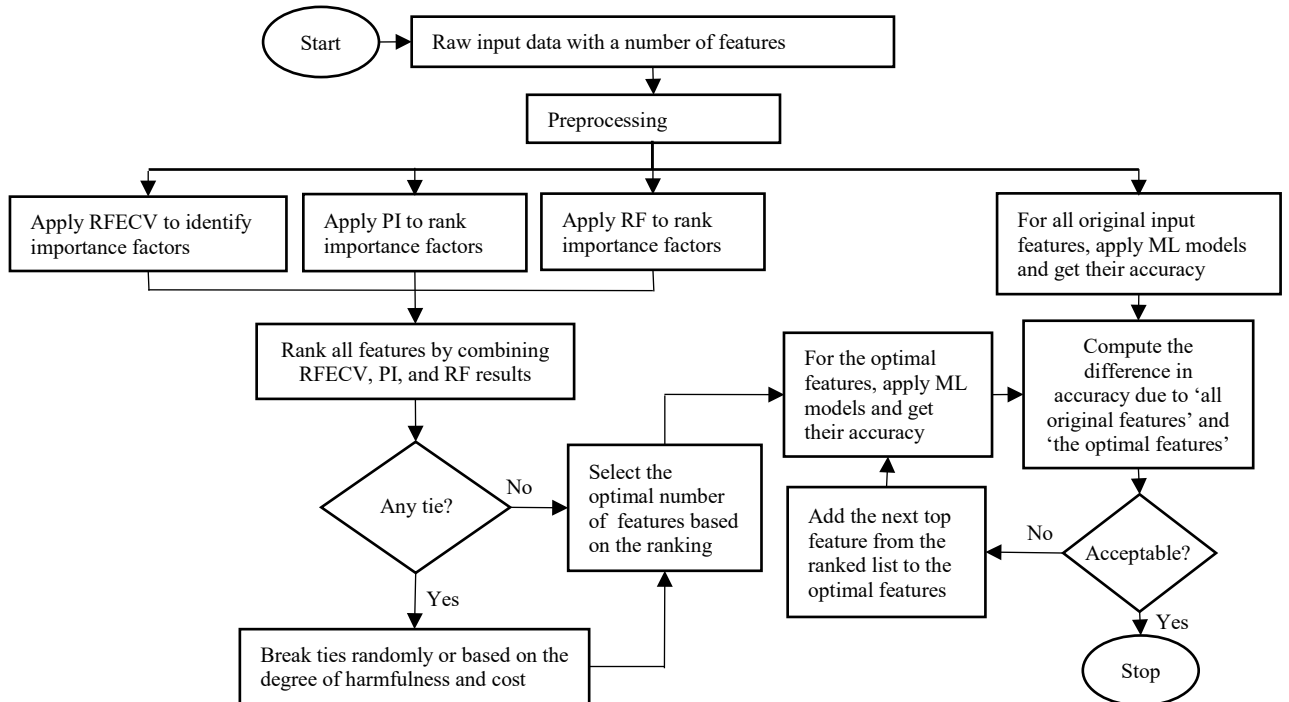 Start
Raw input data with a number of features
Preprocessing
Apply RFECV to identify
importance factors
Apply PI to rank
importance factors
Apply RF to rank
importance factors
For all original input
features, apply ML models
and get their accuracy
Rank all features by combining
RFECV, PI, and RF results
For the optimal
features, apply ML
models and get
their accuracy
Compute the
difference in
accuracy due to ‘all
original features’ and
‘the optimal features’
Any tie?
No
Select the
optimal number
of features based
on the ranking
Add the next top
feature from the
ranked list to the
optimal features
No
Acceptable?
Yes
Yes
Break ties randomly or based on the
degree of harmfulness and cost
Stop